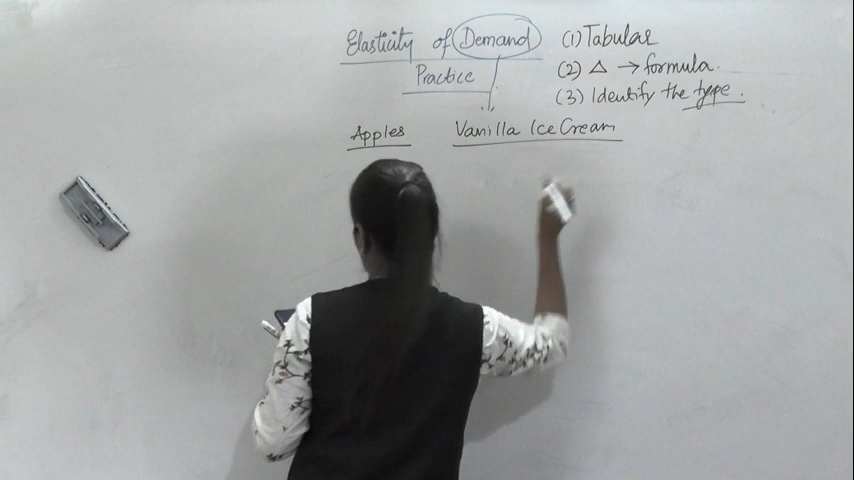 Elasticity of Demand
Practice
(1) Tabular
(2) △ → formula.
(3) Identify the type.
Apples
Vanilla Ice Cream